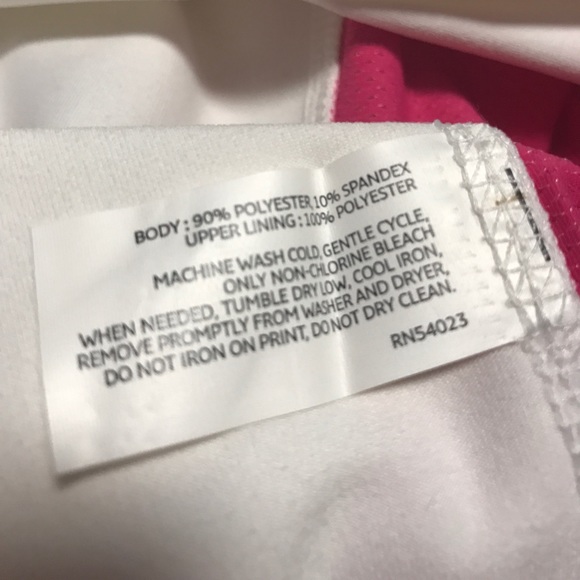 BODY : 90% POLYESTER 10% SPANDEX
UPPER LINING : 100% POLYESTER
MACHINE WASH COLD, GENTLE CYCLE,
ONLY NON-CHLORINE BLEACH
WHEN NEEDED, TUMBLE DRY LOW, COOL IRON,
REMOVE PROMPTLY FROM WASHER AND DRYER,
DO NOT IRON ON PRINT, DO NOT DRY CLEAN.
RN54023